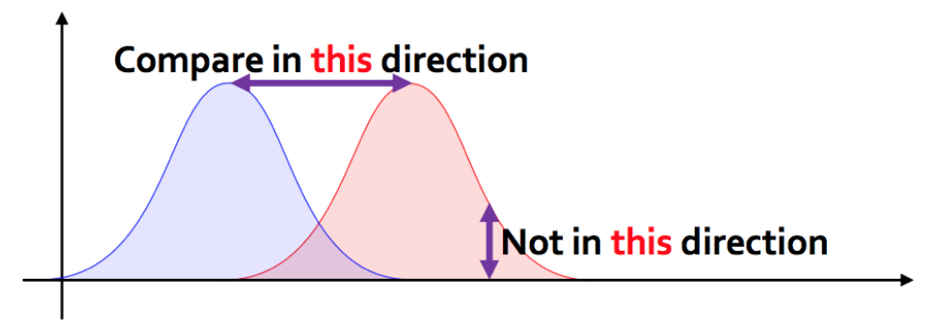 Compare in this direction
Not in this direction